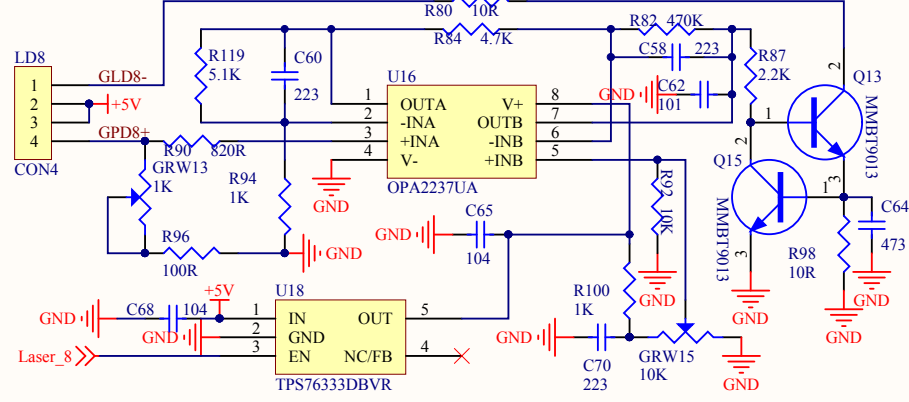 R80 10R
R84 4.7K
R82 470K
LD8
R119
5.1K
C60
223
C58 223
R87
2.2K
1 GLD8-
2 +5V
3
4 GPD8+
CON4
U16
1 OUTA V+ 8
2 -INA OUTB 7
3 +INA -INB 6
4 V- +INB 5
OPA2237UA
GND C62
101
Q13
2
1
3
MMBT9013
R90 820R
GRW13
1K
R94
1K
GND
R96
100R
GND
C65
GND
104
R92 10K
GND
Q15
2
1
3
MMBT9013
C64
473
R98
10R
GND
GND
GND
+5V
GND C68 104
GND
Laser_8
U18
1 IN OUT 5
2 GND
3 EN NC/FB 4
TPS76333DBVR
R100
1K
GND
C70
223
GRW15
10K
GND